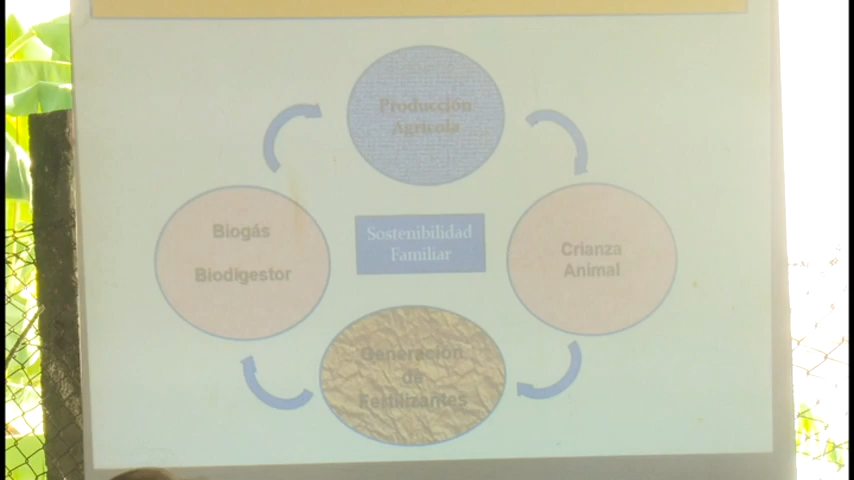 Producción
Agrícola
Biogás
Biodigestor
Sostenibilidad
Familiar
Crianza
Animal
Generación
de
Fertilizantes